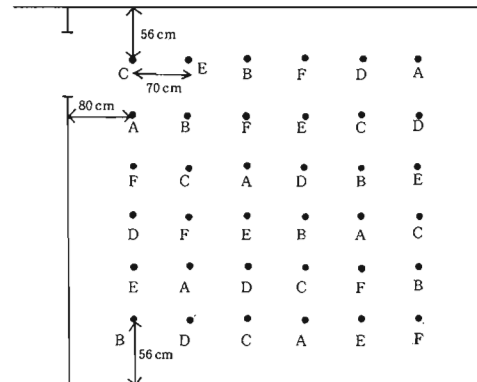 56 cm
C E B F D A
70 cm
80 cm
A B F E C D
F C A D B E
D F E B A C
E A D C F B
B D C A E F
56 cm